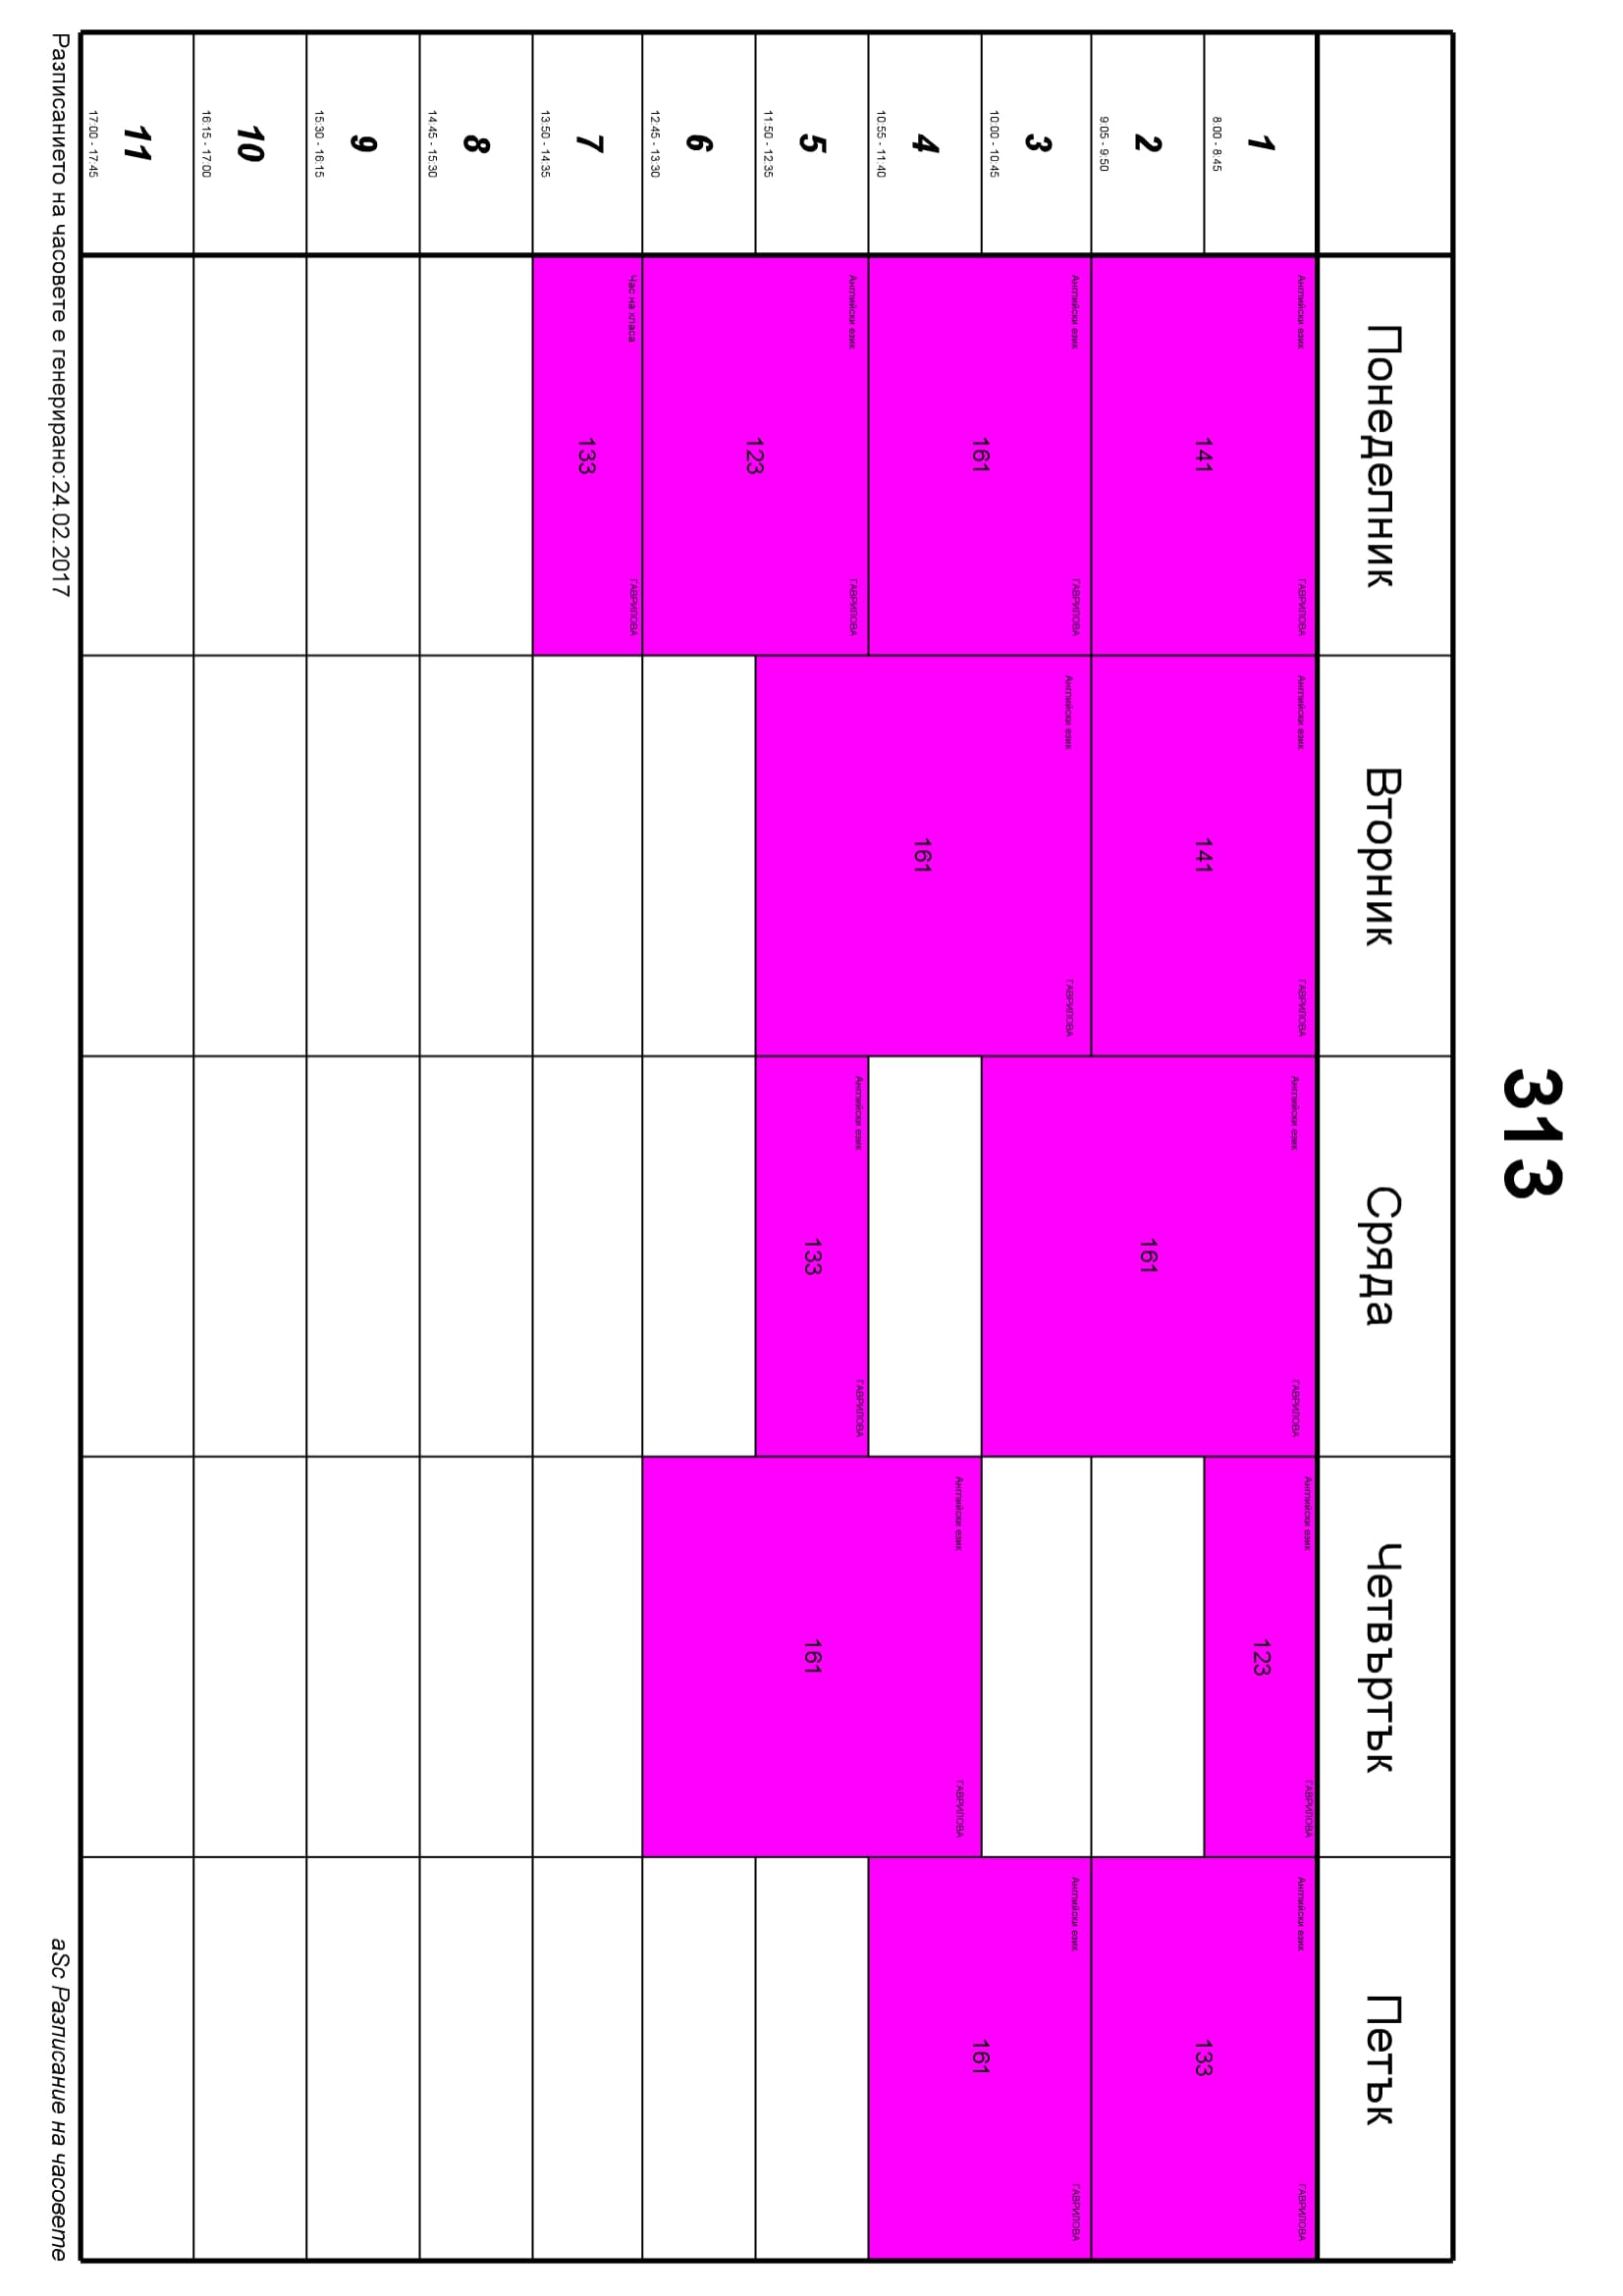 313
Понеделник
Вторник
Сряда
Четвъртък
Петък
1
8:00 - 8:45
2
9:05 - 9:50
3
10:00 - 10:45
4
10:55 - 11:40
5
11:50 - 12:35
6
12:45 - 13:30
7
13:50 - 14:35
8
14:45 - 15:30
9
15:30 - 16:15
10
16:15 - 17:00
11
17:00 - 17:45
Английски език
141
ГАВРИЛОВА
Английски език
161
ГАВРИЛОВА
Английски език
123
ГАВРИЛОВА
Час на класа
133
ГАВРИЛОВА
Английски език
141
ГАВРИЛОВА
Английски език
161
ГАВРИЛОВА
Английски език
161
ГАВРИЛОВА
Английски език
133
ГАВРИЛОВА
Английски език
123
ГАВРИЛОВА
Английски език
161
ГАВРИЛОВА
Английски език
133
ГАВРИЛОВА
Английски език
161
ГАВРИЛОВА
Разписанието на часовете е генерирано:24.02.2017
aSc Разписание на часовете